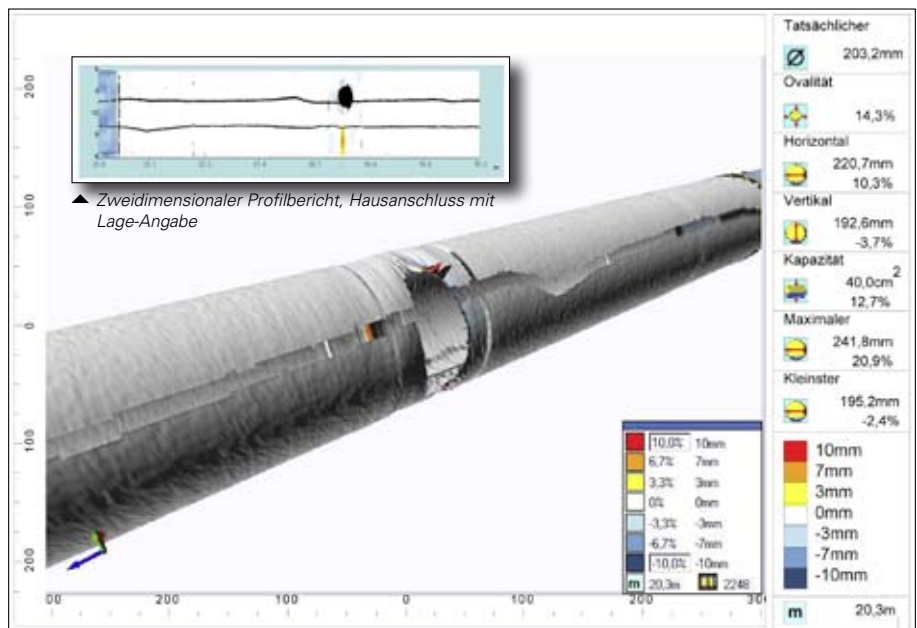 Zweidimensionaler Profilbericht, Hausanschluss mit
Lage-Angabe
200
100
0
100
200
00
200
100
0
100
200
300
10,0% 10mm
6,7% 7mm
3,3% 3mm
0% 0mm
-3,3% -3mm
-6,7% -7mm
-10,0% -10mm
m 20,3m 2248
Tatsächlicher
203,2mm
Ovalität
14,3%
Horizontal
220,7mm
10,3%
Vertikal
192,6mm
-3,7%
Kapazität
40,0cm2
12,7%
Maximaler
241,8mm
20,9%
Kleinster
195,2mm
-2,4%
10mm
7mm
3mm
0mm
-3mm
-7mm
-10mm
m 20,3m